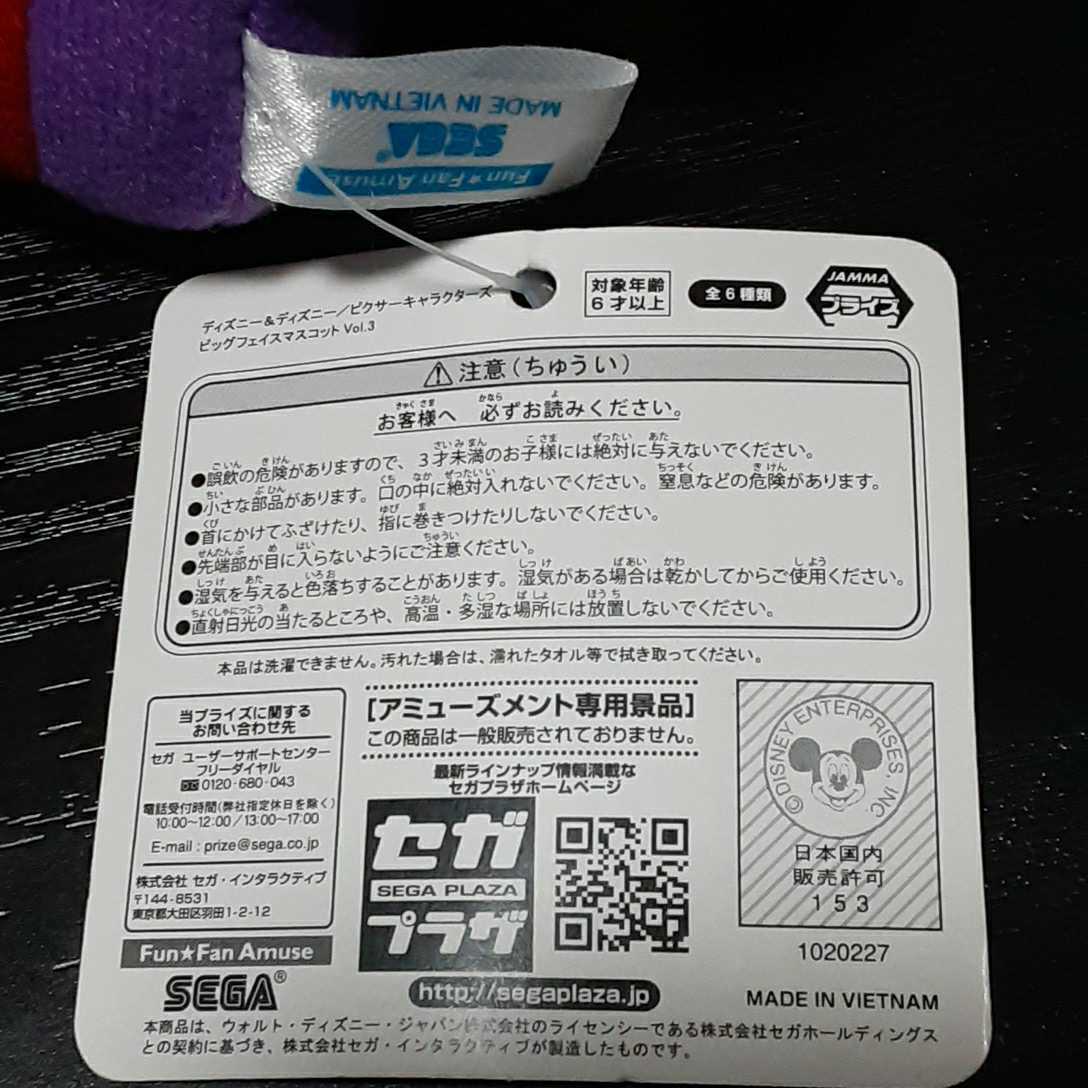 MADE IN VIETNAM
SEGA
Fun★Fan Amuse
ディズニー&ディズニー/ピクサーキャラクターズ
ビッグフェイスマスコット Vol.3
対象年齢
6才以上
全6種類
JAMMA
プライズ
⚠注意(ちゅうい)
お客様へ 必ずお読みください。
●誤飲の危険がありますので、3才未満のお子様には絶対に与えないでください。
●小さな部品があります。口の中に絶対入れないでください。窒息などの危険があります。
●首にかけてふざけたり、指に巻きつけたりしないでください。
●先端部が目に入らないようにご注意ください。
●湿気を与えると色落ちすることがあります。湿気がある場合は乾かしてからご使用ください。
●直射日光の当たるところや、高温・多湿な場所には放置しないでください。
本品は洗濯できません。汚れた場合は、濡れたタオル等で拭き取ってください。
当プライズに関する
お問い合わせ先
セガ ユーザーサポートセンター
フリーダイヤル
0120-680-043
電話受付時間(弊社指定休日を除く)
10:00~12:00/13:00~17:00
E-mail : prize@sega.co.jp
株式会社 セガ・インタラクティブ
〒144-8531
東京都大田区羽田1-2-12
Fun★Fan Amuse
SEGA®
[アミューズメント専用景品]
この商品は一般販売されておりません。
最新ラインナップ情報満載な
セガプラザホームページ
セガ
SEGA PLAZA
プラザ
http://segaplaza.jp
© DISNEY ENTERPRISES, INC
日本国内
販売許可
153
1020227
MADE IN VIETNAM
本商品は、ウォルト・ディズニー・ジャパン株式会社のライセンシーである株式会社セガホールディングス
との契約に基づき、株式会社セガ・インタラクティブが製造したものです。